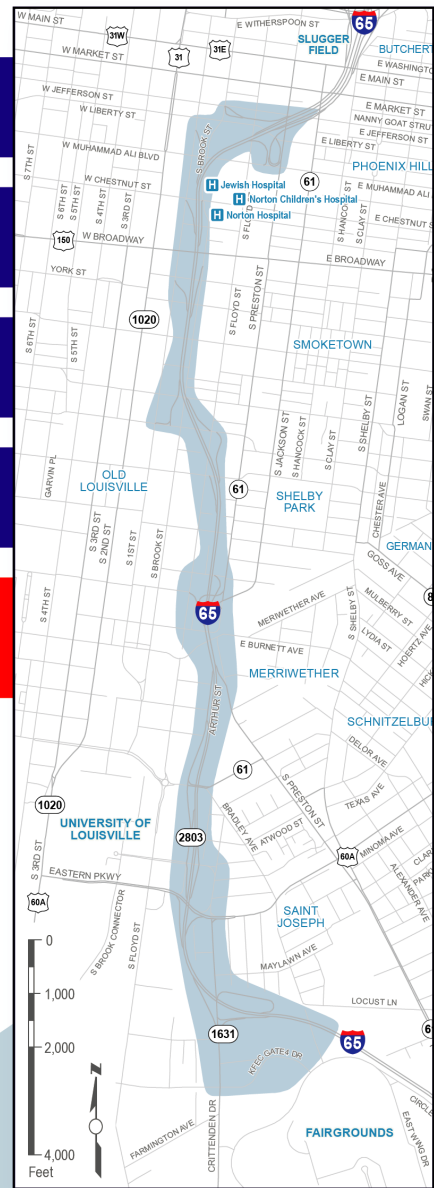 W MAIN ST
E WITHERSPOON ST
65
31W
31
31E
SLUGGER
FIELD
W MARKET ST
E MAIN ST
W JEFFERSON ST
E MARKET ST
W LIBERTY ST
E JEFFERSON ST
E LIBERTY ST
S BROOK ST
S 7TH ST
W MUHAMMAD ALI BLVD
PHOENIX HILL
61
W CHESTNUT ST
H Jewish Hospital
E MUHAMMAD ALI
H Norton Children's Hospital
H Norton Hospital
S 6TH ST
S 5TH ST
S 4TH ST
S 3RD ST
S HANCOCK ST
S CLAY ST
E CHESTNUT S
150
W BROADWAY
E BROADWAY
YORK ST
1020
S FLOYD ST
S PRESTON ST
S 6TH ST
S 5TH ST
SMOKETOWN
S JACKSON ST
S HANCOCK ST
S CLAY ST
S SHELBY ST
LOGAN ST
SWAN ST
GARVIN PL
OLD
LOUISVILLE
61
SHELBY
PARK
CHESTER AVE
S 3RD ST
S 2ND ST
S 1ST ST
S BROOK ST
GERMAN
GOSS AVE
S 4TH ST
65
MERIWETHER AVE
S SHELBY ST
MULBERRY ST
LYDIA ST
HOERTZ AVE
E BURNETT AVE
MERRIWETHER
ARTHUR ST
SCHNITZELBU
DELOR AVE
61
S PRESTON ST
TEXAS AVE
1020
BRADLEY AVE
ATWOOD ST
UNIVERSITY OF
LOUISVILLE
2803
60A
MINOMA AVE
S 3RD ST
EASTERN PKWY
ALEXANDER AVE
60A
S BROOK CONNECTOR
S FLOYD ST
SAINT
JOSEPH
0
MAYLAWN AVE
1,000
LOCUST LN
2,000
1631
65
KFEC GATE4 DR
N
CRITTENDEN DR
FAIRGROUNDS
EAST WING DR
FARMINGTON AVE
4,000
Feet